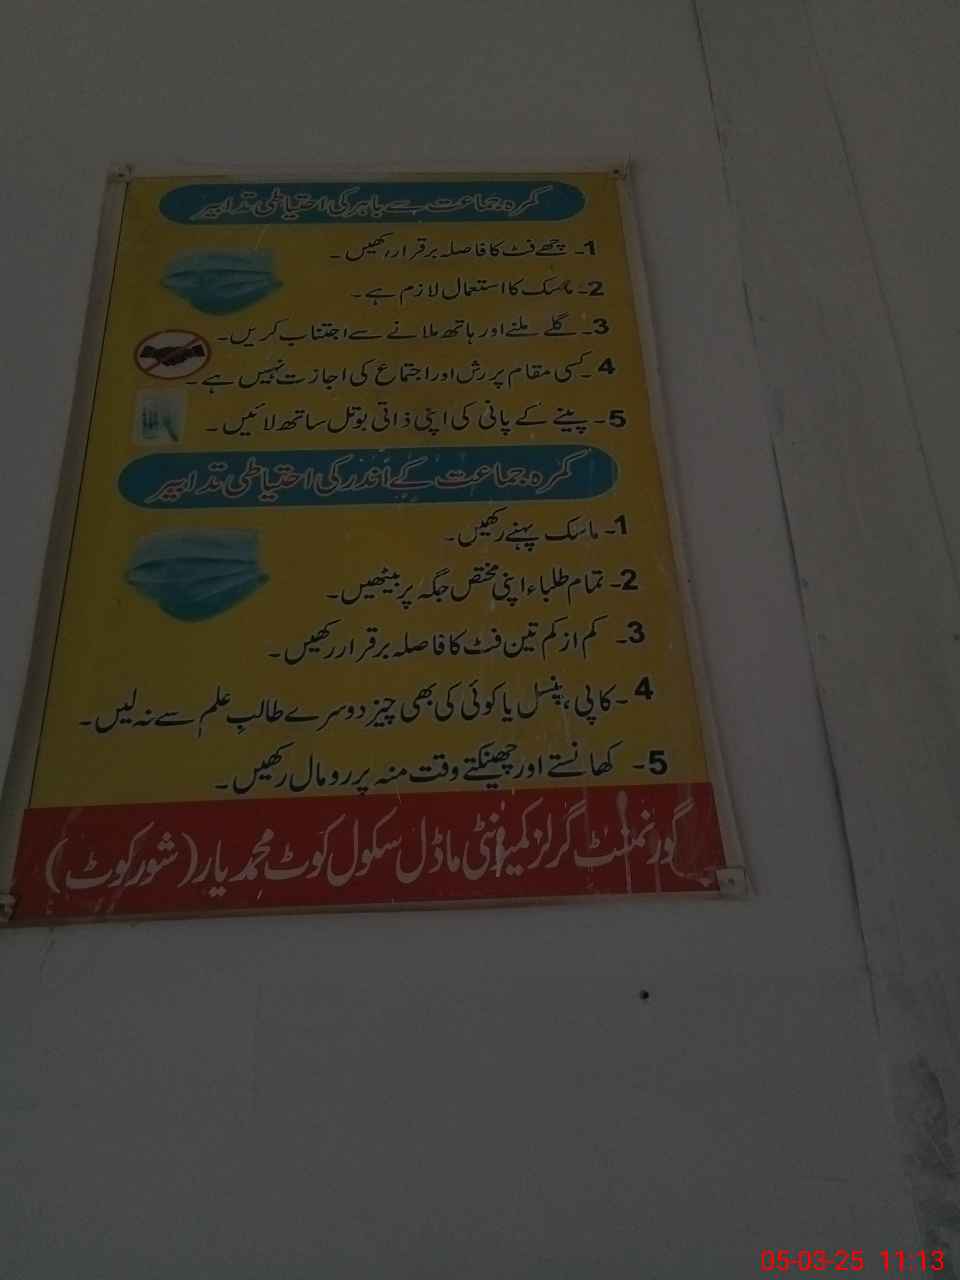 کمرہ جماعت سے باہر کی احتیاطی تدابیر
1- چھے فٹ کا فاصلہ برقرار رکھیں۔
2- ماسک کا استعمال لازم ہے۔
3- گلے ملنے اور ہاتھ ملانے سے اجتناب کریں۔
4- کسی مقام پر رش اور اجتماع کی اجازت نہیں ہے۔
5- پینے کے پانی کی اپنی ذاتی بوتل ساتھ لائیں۔
کمرہ جماعت کے اندر کی احتیاطی تدابیر
1- ماسک پہنے رکھیں۔
2- تمام طلباء اپنی مختص جگہ پر بیٹھیں۔
3- کم از کم تین فٹ کا فاصلہ برقرار رکھیں۔
4- کاپی، پنسل یا کوئی کی بھی چیز دوسرے طالبِ علم سے نہ لیں۔
5- کھانستے اور چھینکتے وقت منہ پر رومال رکھیں۔
گورنمنٹ گرلز کمیونٹی ماڈل سکول کوٹ محمد یار (شورکوٹ)
05-03-25 11:13